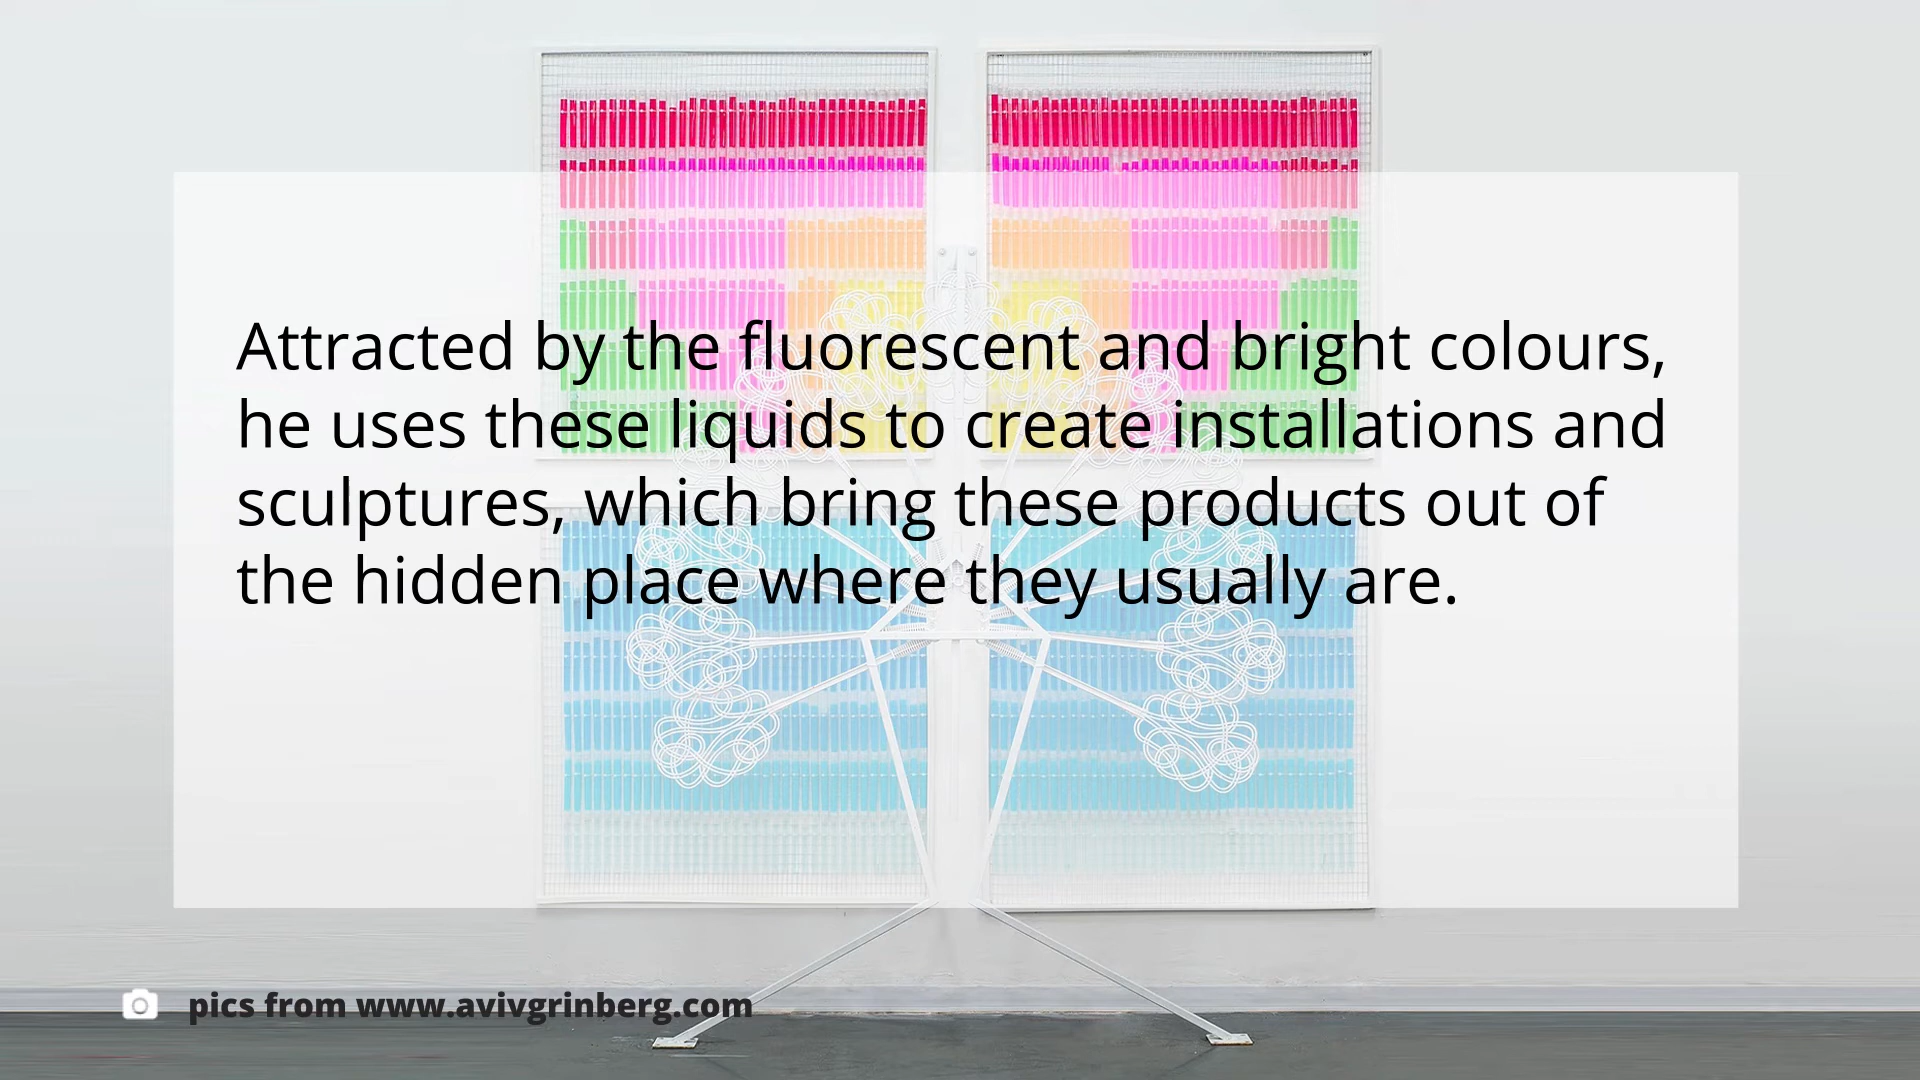 Attracted by the fluorescent and bright colours,
he uses these liquids to create installations and
sculptures, which bring these products out of
the hidden place where they usually are.
pics from www.avivgrinberg.com